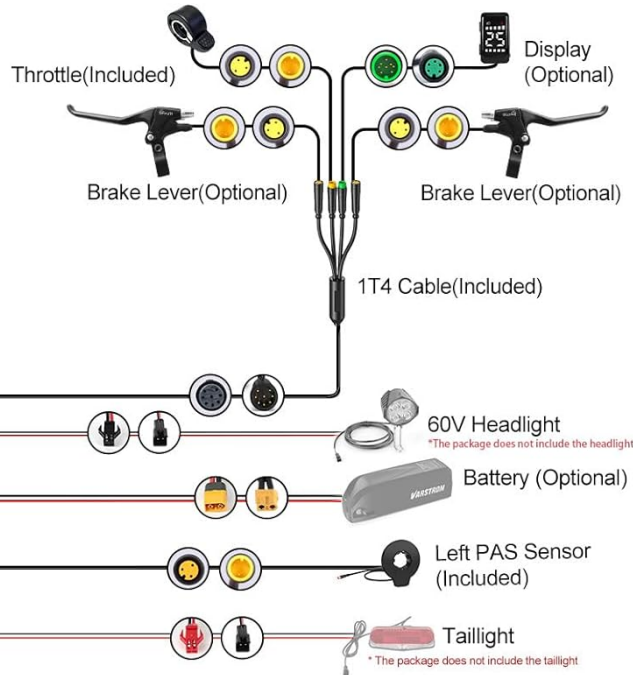 Throttle(Included)
Display
(Optional)
Brake Lever(Optional)
Brake Lever(Optional)
1T4 Cable(Included)
60V Headlight
*The package does not include the headlight
Battery (Optional)
VARSTROM
Left PAS Sensor
(Included)
Taillight
* The package does not include the taillight